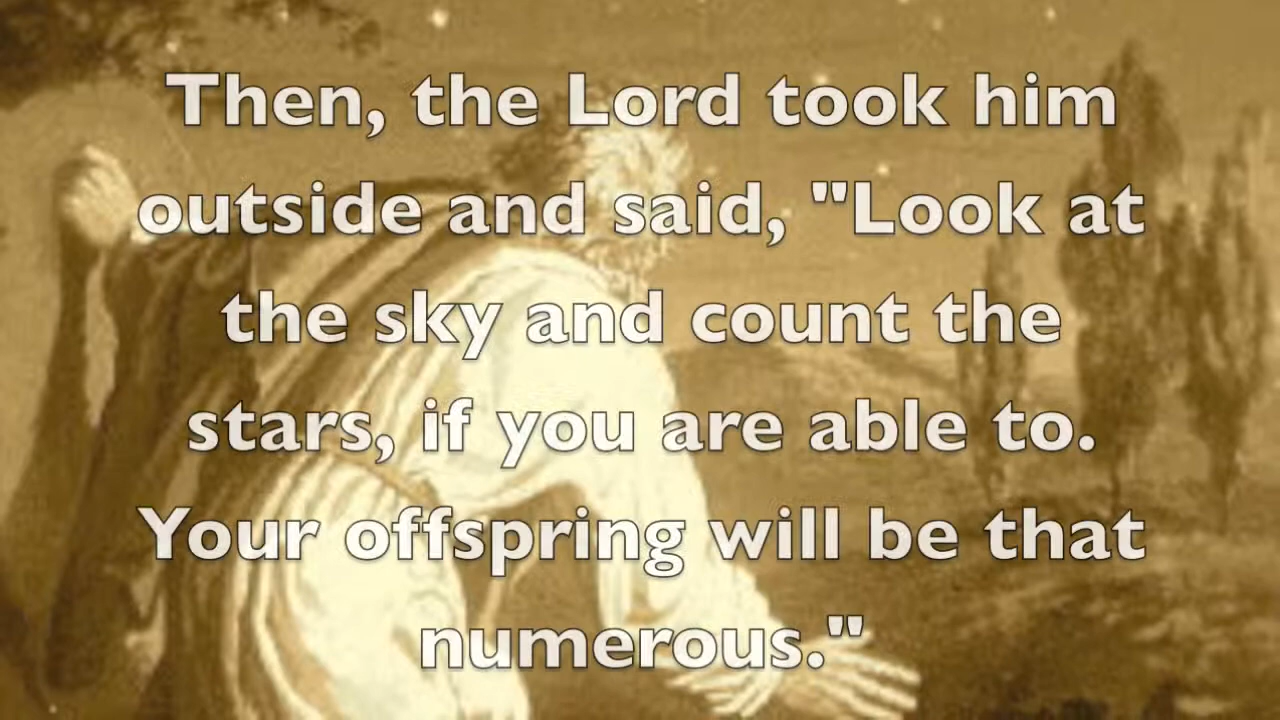 Then, the Lord took him
outside and said, "Look at
the sky and count the
stars, if you are able to.
Your offspring will be that
numerous."